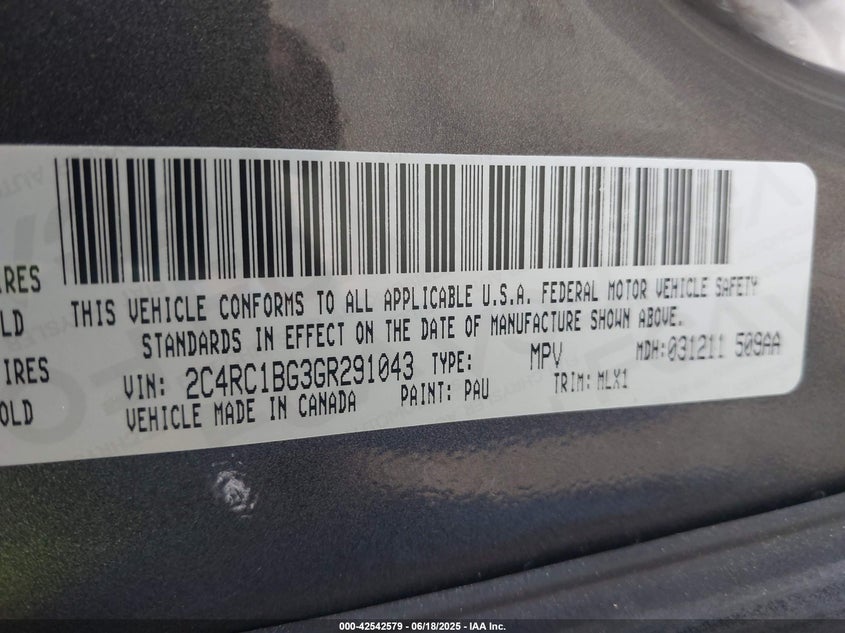 THIS VEHICLE CONFORMS TO ALL APPLICABLE U.S.A. FEDERAL MOTOR VEHICLE SAFETY
STANDARDS IN EFFECT ON THE DATE OF MANUFACTURE SHOWN ABOVE.
VIN: 2C4RC1BG3GR291043 TYPE: MPV MDH: 031211 509AA
VEHICLE MADE IN CANADA PAINT: PAU TRIM: MLX1
IRES
OLD
IRES
OLD
000-42542579 - 06/18/2025 - IAA Inc.